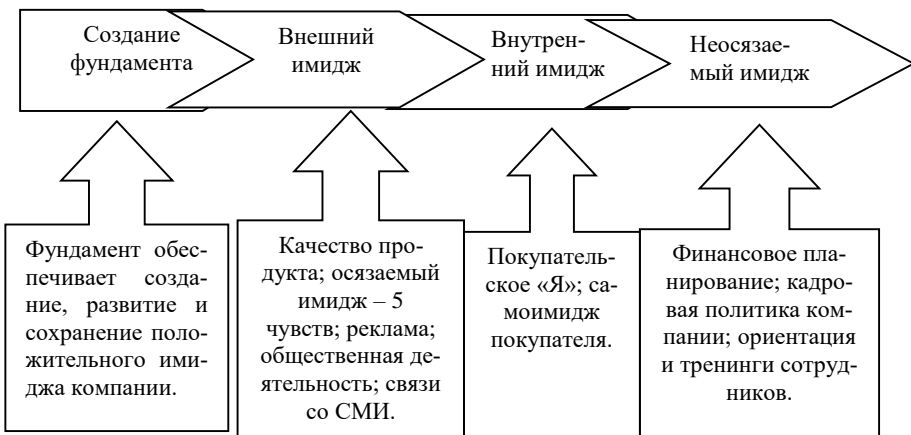 Создание
фундамента
Внешний
имидж
Внутрен-
ний имидж
Неосязае-
мый имидж
Фундамент обес-
печивает созда-
ние, развитие и
сохранение поло-
жительного ими-
джа компании.
Качество про-
дукта; осязаемый
имидж – 5
чувств; реклама;
общественная де-
ятельность; связи
со СМИ.
Покупатель-
ское «Я»; са-
моимидж
покупателя.
Финансовое пла-
нирование; кадро-
вая политика ком-
пании; ориентация
и тренинги сотруд-
ников.